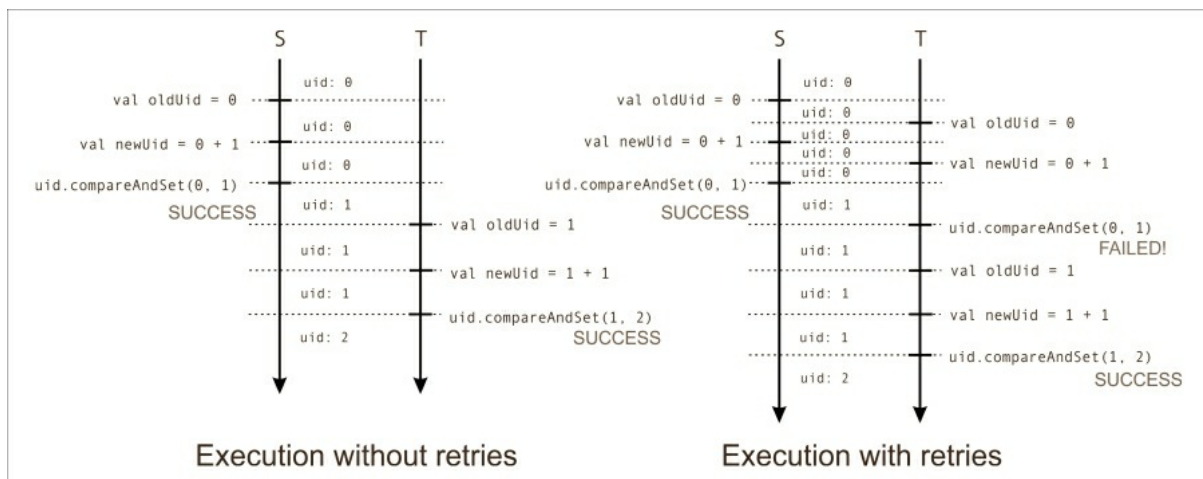 S T
uid: 0
val oldUid = 0
uid: 0
val newUid = 0 + 1
uid: 0
uid.compareAndSet(0, 1)
SUCCESS
uid: 1
val oldUid = 1
uid: 1
val newUid = 1 + 1
uid: 1
uid.compareAndSet(1, 2)
SUCCESS
uid: 2
Execution without retries
S T
uid: 0
val oldUid = 0
uid: 0
val oldUid = 0
uid: 0
val newUid = 0 + 1
uid: 0
val newUid = 0 + 1
uid: 0
uid.compareAndSet(0, 1)
SUCCESS
uid: 1
uid.compareAndSet(0, 1)
FAILED!
uid: 1
val oldUid = 1
uid: 1
val newUid = 1 + 1
uid: 1
uid.compareAndSet(1, 2)
SUCCESS
uid: 2
Execution with retries